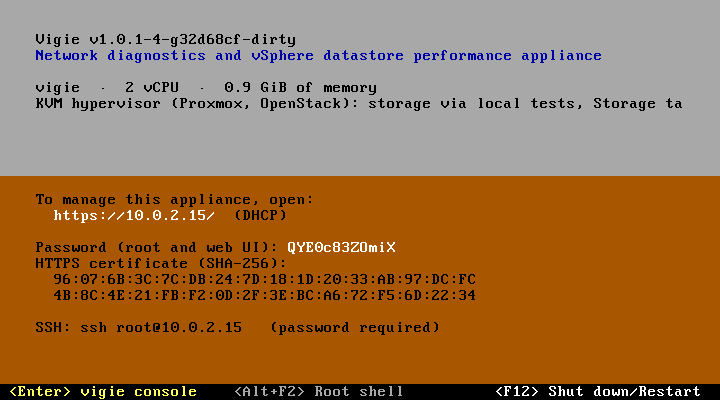 Vigie v1.0.1-4-g32d68cf-dirty
Network diagnostics and vSphere datastore performance appliance
vigie · 2 vCPU · 0.9 GiB of memory
KVM hypervisor (Proxmox, OpenStack): storage via local tests, Storage ta
To manage this appliance, open:
https://10.0.2.15/ (DHCP)
Password (root and web UI): QYE0c83ZOmiX
HTTPS certificate (SHA-256):
96:07:6B:3C:7C:DB:24:7D:18:1D:20:33:AB:97:DC:FC
4B:8C:4E:21:FB:F2:0D:2F:3E:BC:A6:72:F5:6D:22:34
SSH: ssh root@10.0.2.15 (password required)
<Enter> vigie console <Alt+F2> Root shell <F12> Shut down/Restart